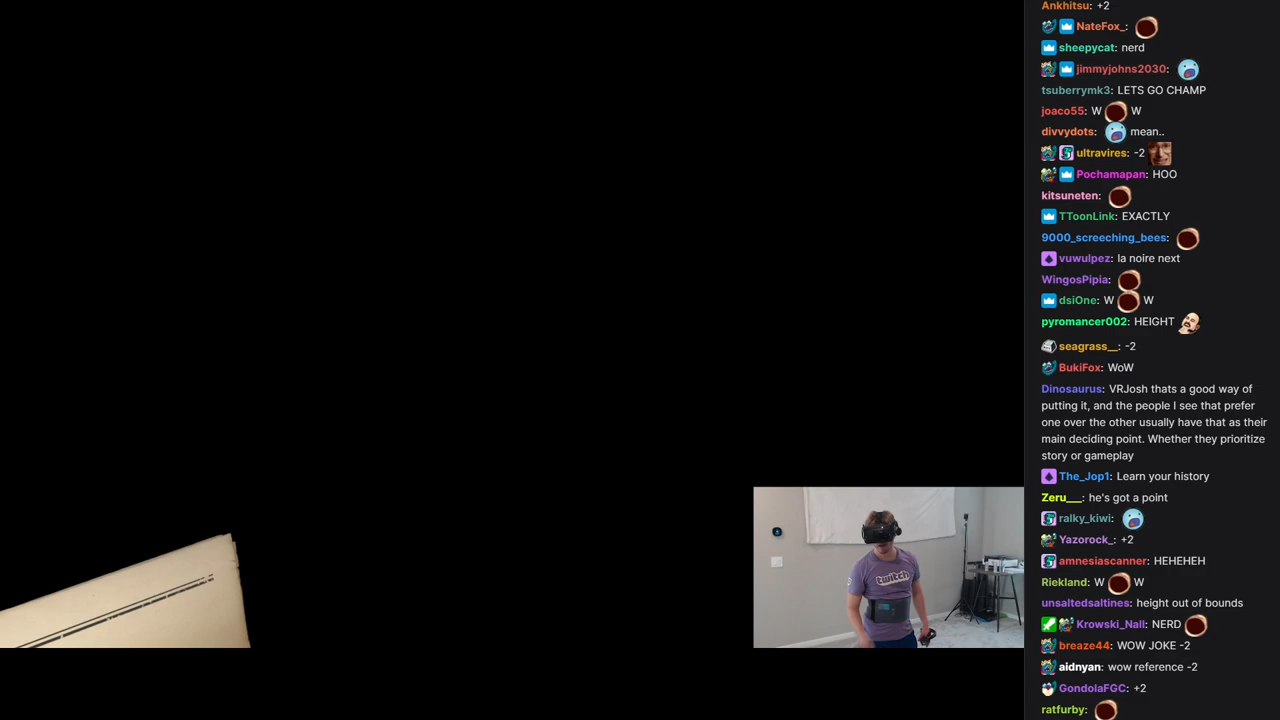 Ankhitsu: +2
NateFox_:
sheepycat: nerd
jimmyjohns2030:
tsuberrymk3: LETS GO CHAMP
joaco55: W W
divvydots: mean..
ultravires: -2
Pochamapan: HOO
kitsuneten:
TToonLink: EXACTLY
9000_screeching_bees:
vuwulpez: la noire next
WingosPipia:
dsiOne: W W
pyromancer002: HEIGHT
seagrass__: -2
BukiFox: WoW
Dinosaurus: VRJosh thats a good way of
putting it, and the people I see that prefer
one over the other usually have that as their
main deciding point. Whether they prioritize
story or gameplay
The_Jop1: Learn your history
Zeru___: he's got a point
ralky_kiwi:
Yazorock_: +2
amnesiascanner: HEHEHEH
Riekland: W W
unsaltedsaltines: height out of bounds
Krowski_Nall: NERD
breaze44: WOW JOKE -2
aidnyan: wow reference -2
GondolaFGC: +2
ratfurby:
twitch